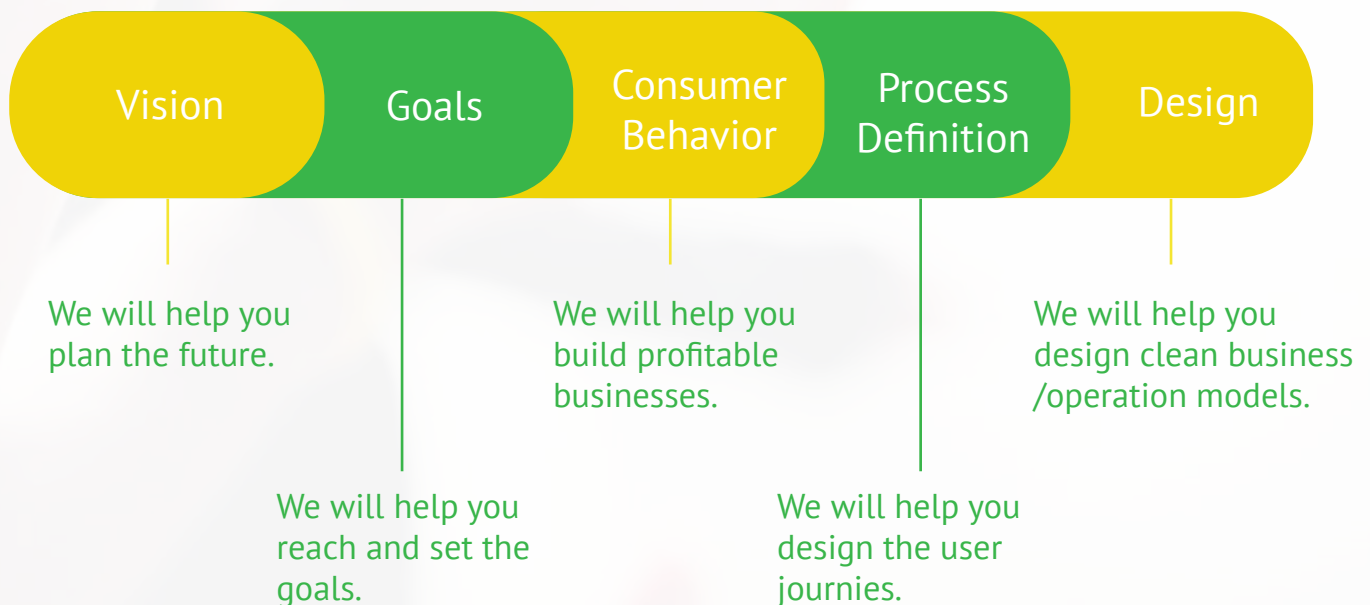 Vision
Goals
Consumer
Behavior
Process
Definition
Design
We will help you
plan the future.
We will help you
reach and set the
goals.
We will help you
build profitable
businesses.
We will help you
design the user
journies.
We will help you
design clean business
/operation models.